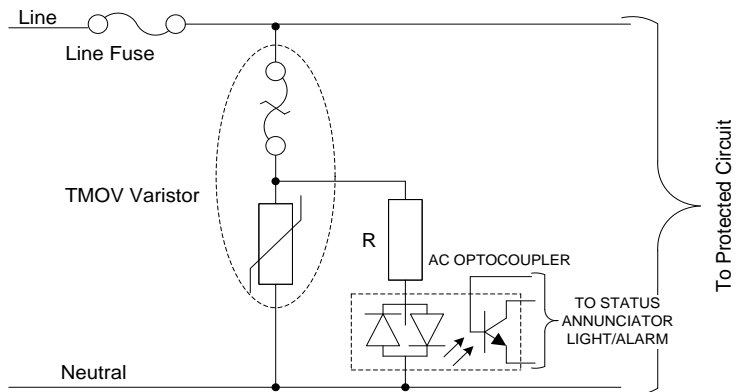 Line
Line Fuse
TMOV Varistor
R
AC OPTOCOUPLER
TO STATUS
ANNUNCIATOR
LIGHT/ALARM
Neutral
To Protected Circuit